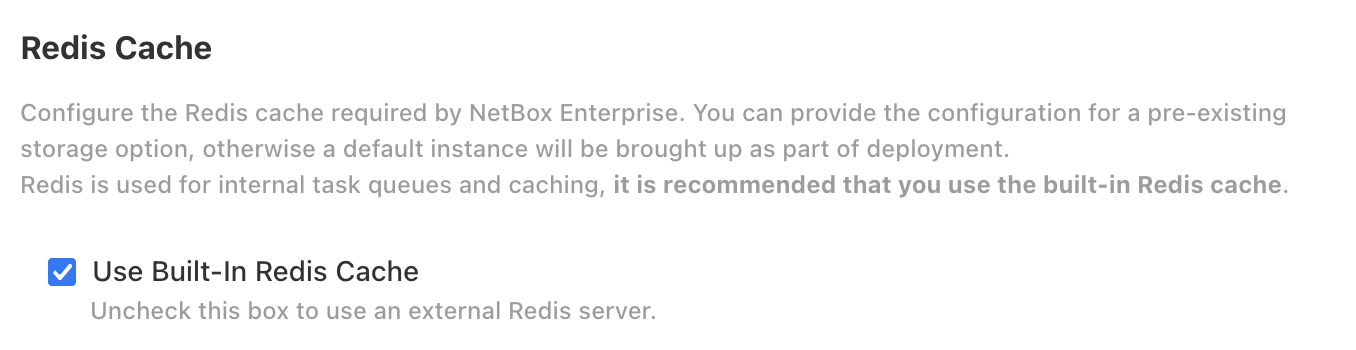 Redis Cache
Configure the Redis cache required by NetBox Enterprise. You can provide the configuration for a pre-existing
storage option, otherwise a default instance will be brought up as part of deployment.
Redis is used for internal task queues and caching, it is recommended that you use the built-in Redis cache.
Use Built-In Redis Cache
Uncheck this box to use an external Redis server.